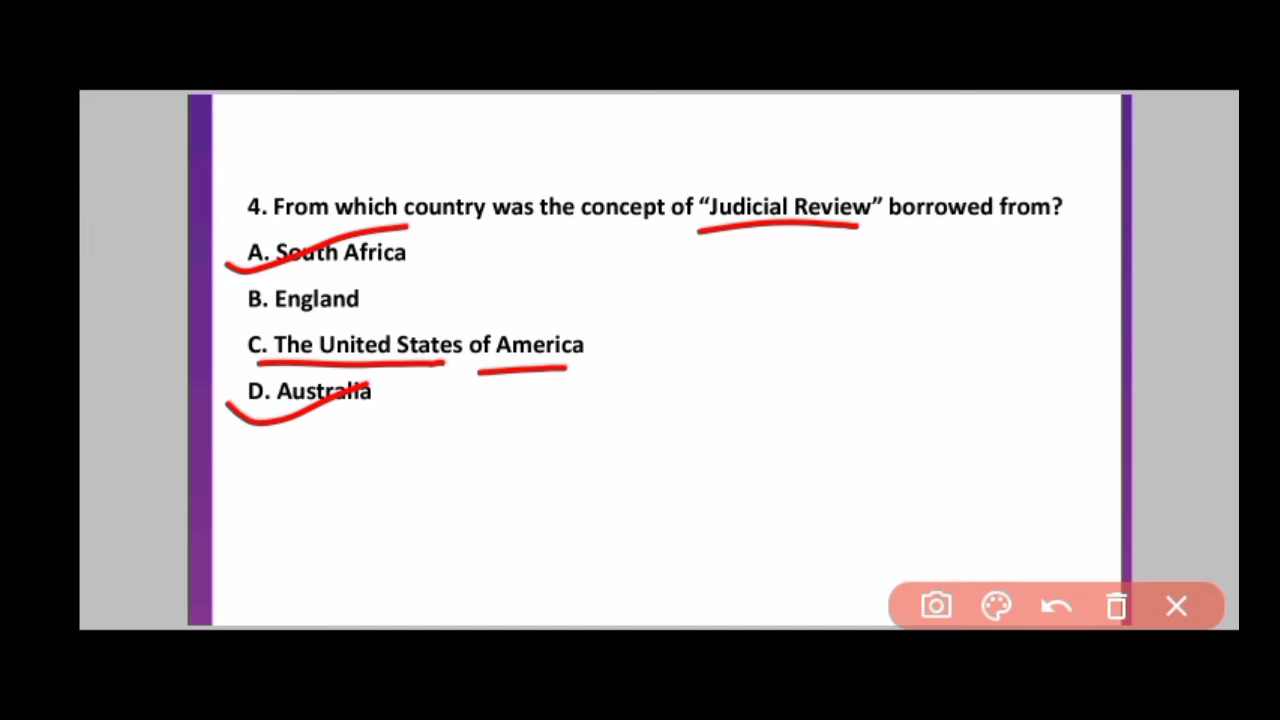 4. From which country was the concept of “Judicial Review” borrowed from?
A. South Africa
B. England
C. The United States of America
D. Australia